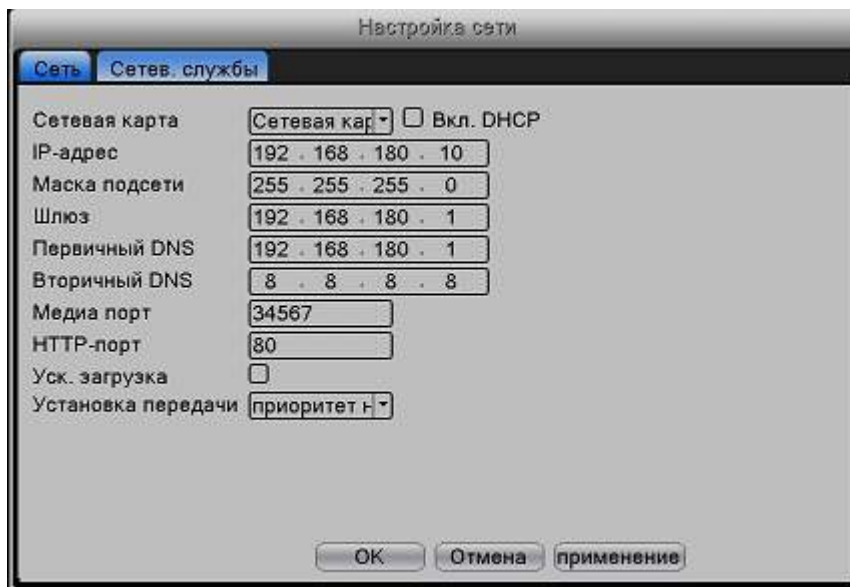 Настройка сети
Сеть Сетев. службы
Сетевая карта Сетевая кар Вкл. DHCP
IP-адрес 192 . 168 . 180 . 10
Маска подсети 255 . 255 . 255 . 0
Шлюз 192 . 168 . 180 . 1
Первичный DNS 192 . 168 . 180 . 1
Вторичный DNS 8 . 8 . 8 . 8
Медиа порт 34567
HTTP-порт 80
Уск. загрузка
Установка передачи приоритет н
OK Отмена применение